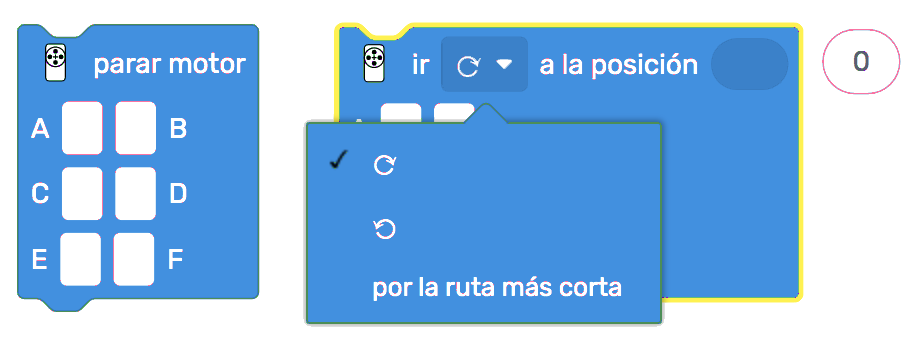 parar motor
A B
C D
E F
ir a la posición
0
por la ruta más corta